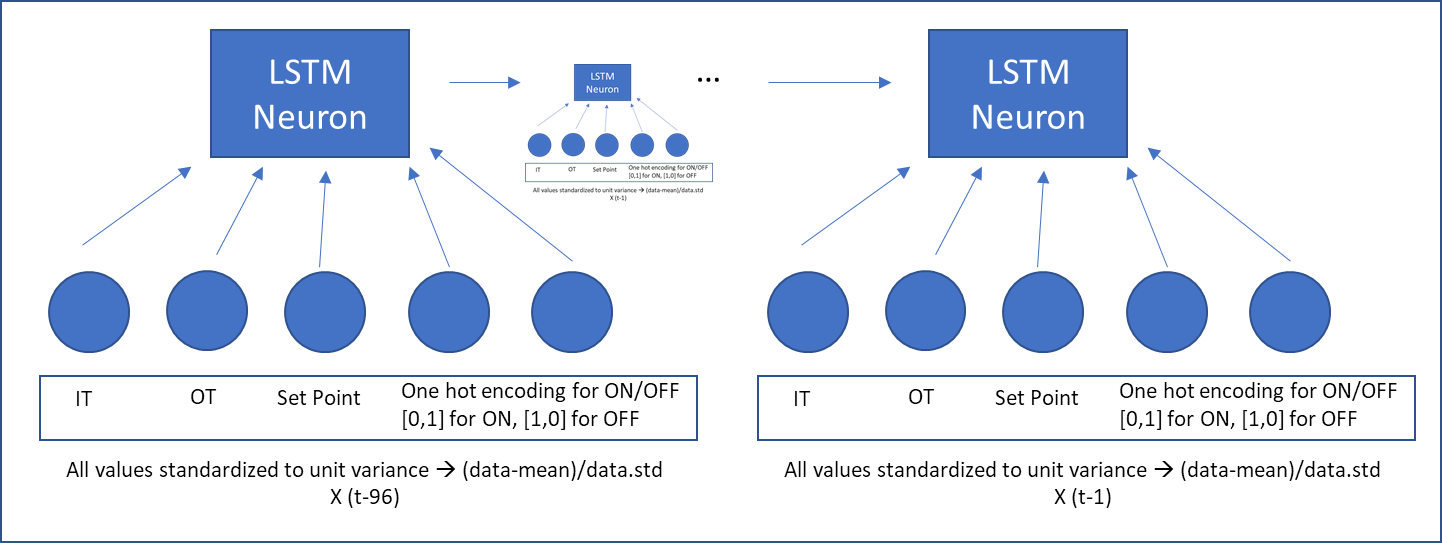 LSTM
Neuron
IT
OT
Set Point
One hot encoding for ON/OFF
[0,1] for ON, [1,0] for OFF
All values standardized to unit variance → (data-mean)/data.std
X (t-96)
LSTM
Neuron
IT
OT
Set Point
One hot encoding for ON/OFF
[0,1] for ON, [1,0] for OFF
All values standardized to unit variance → (data-mean)/data.std
X (t-1)
...
LSTM
Neuron
IT
OT
Set Point
One hot encoding for ON/OFF
[0,1] for ON, [1,0] for OFF
All values standardized to unit variance → (data-mean)/data.std
X (t-1)